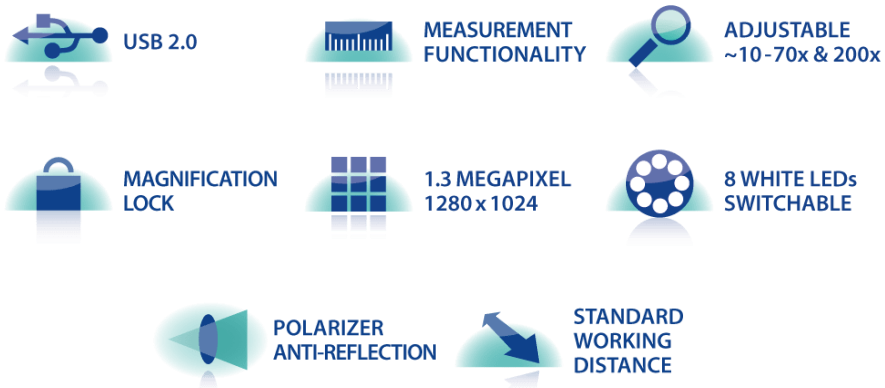 USB 2.0
MEASUREMENT
FUNCTIONALITY
ADJUSTABLE
~10-70x & 200x
MAGNIFICATION
LOCK
1.3 MEGAPIXEL
1280 x 1024
8 WHITE LEDs
SWITCHABLE
POLARIZER
ANTI-REFLECTION
STANDARD
WORKING
DISTANCE